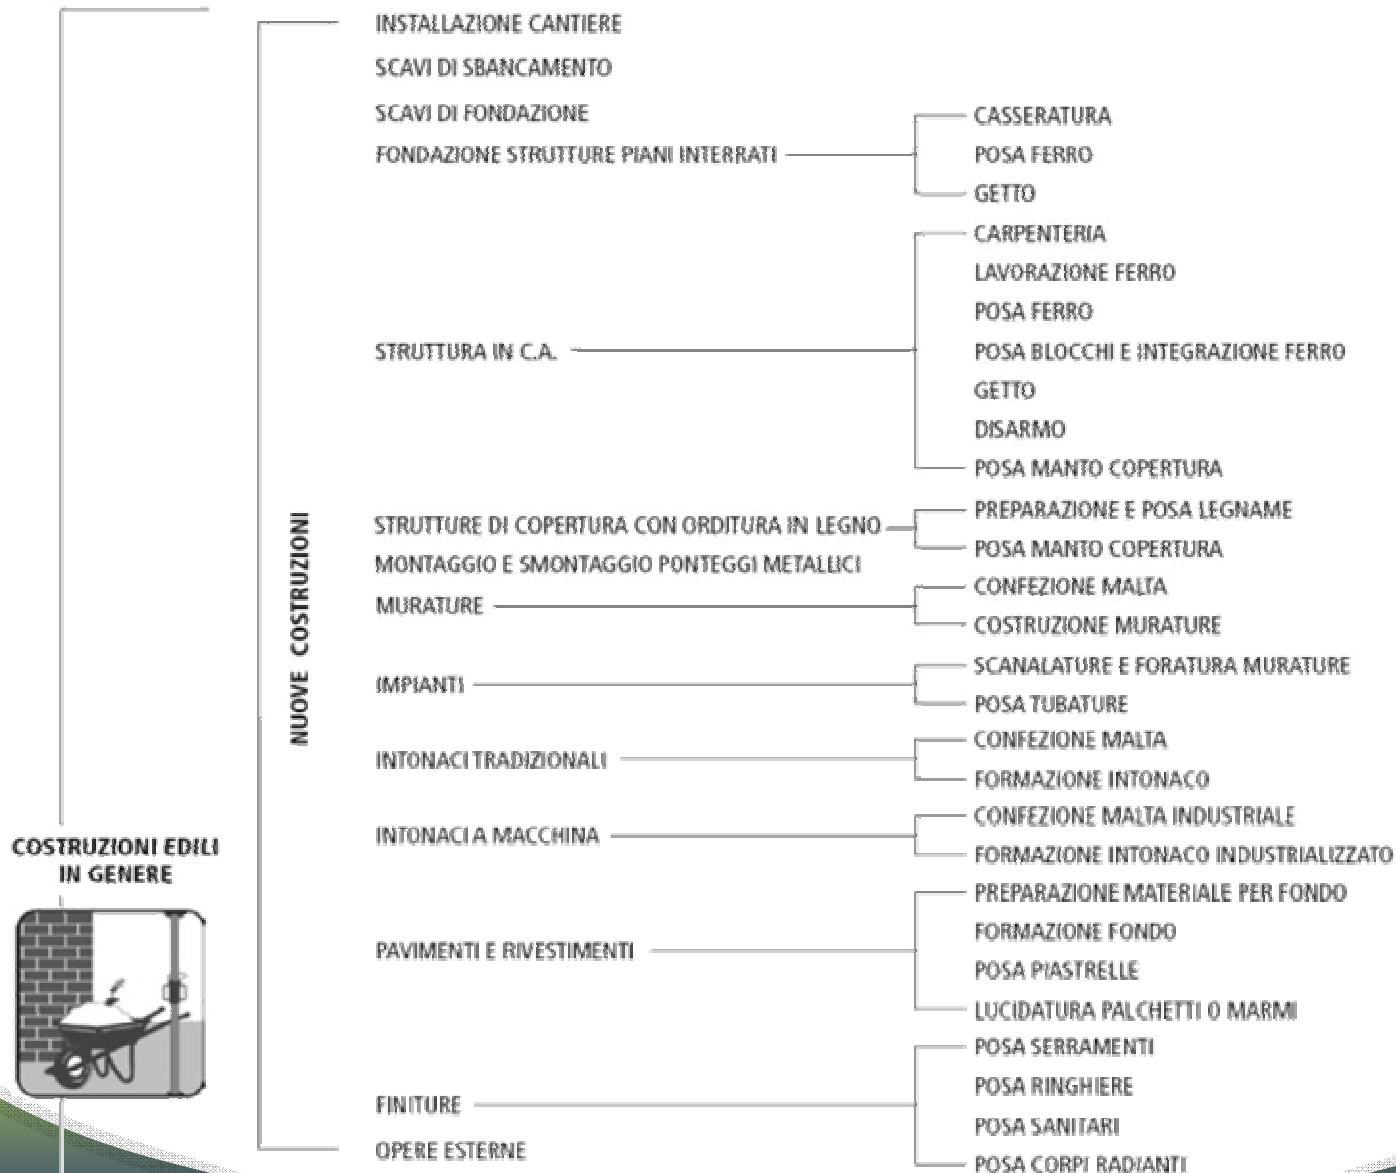 COSTRUZIONI EDILI
IN GENERE
NUOVE COSTRUZIONI
INSTALLAZIONE CANTIERE
SCAVI DI SBANCAMENTO
SCAVI DI FONDAZIONE
FONDAZIONE STRUTTURE PIANI INTERRATI
CASSERATURA
POSA FERRO
GETTO
STRUTTURA IN C.A.
CARPENTERIA
LAVORAZIONE FERRO
POSA FERRO
POSA BLOCCHI E INTEGRAZIONE FERRO
GETTO
DISARMO
POSA MANTO COPERTURA
STRUTTURE DI COPERTURA CON ORDITURA IN LEGNO
PREPARAZIONE E POSA LEGNAME
POSA MANTO COPERTURA
MONTAGGIO E SMONTAGGIO PONTEGGI METALLICI
MURATURE
CONFEZIONE MALTA
COSTRUZIONE MURATURE
IMPIANTI
SCANALATURE E FORATURA MURATURE
POSA TUBATURE
INTONACI TRADIZIONALI
CONFEZIONE MALTA
FORMAZIONE INTONACO
INTONACI A MACCHINA
CONFEZIONE MALTA INDUSTRIALE
FORMAZIONE INTONACO INDUSTRIALIZZATO
PAVIMENTI E RIVESTIMENTI
PREPARAZIONE MATERIALE PER FONDO
FORMAZIONE FONDO
POSA PIASTRELLE
LUCIDATURA PALCHETTI O MARMI
FINITURE
POSA SERRAMENTI
POSA RINGHIERE
POSA SANITARI
POSA CORPI RADIANTI
OPERE ESTERNE